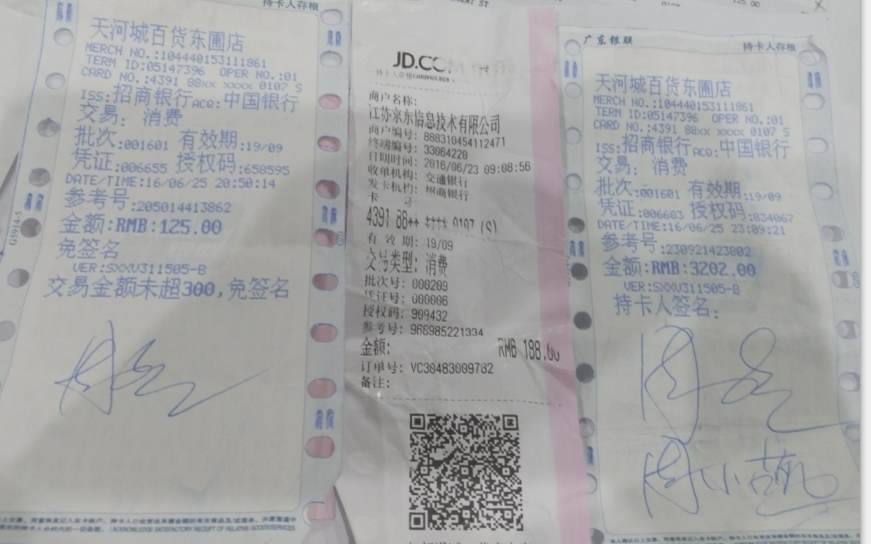 持卡人存根
天河城百货东圃店
MERCH NO.:104440153111861
TERM ID:05147396 OPER NO.:01
CARD NO.:4391 88xx xxxx 0107 S
ISS:招商银行ACQ:中国银行
交易: 消费
批次:001601 有效期:19/09
凭证:006655 授权码:658595
DATE/TIME:16/06/25 20:50:14
参考号:205014413862
金额:RMB:125.00
免签名
VER:SXXV311505-B
交易金额未超300,免签名
JD.CO
商户名称:
江苏京东信息技术有限公司
商户编号: 888310454112471
终端编号: 33064220
日期时间: 2016/06/23 09:08:56
收单机构: 交通银行
发卡机构: 招商银行
卡 号:
4391 88** **** 0107 (S)
有 效 期: 19/09
交易类型: 消费
批次号: 000209
凭证号: 000006
授权码: 909432
参考号: 966985221334
金额: RMB 188.00
订单号: VC30483009782
备注:
广东银联 持卡人存根
天河城百货东圃店
MERCH NO.:104440153111861
TERM ID:05147396 OPER NO.:01
CARD NO.:4391 88xx xxxx 0107 S
ISS:招商银行ACQ:中国银行
交易: 消费
批次:001601 有效期:19/09
凭证:006683 授权码:034067
DATE/TIME:16/06/25 23:09:21
参考号:230921423802
金额:RMB:3202.00
VER:SXXV311505-B
持卡人签名: